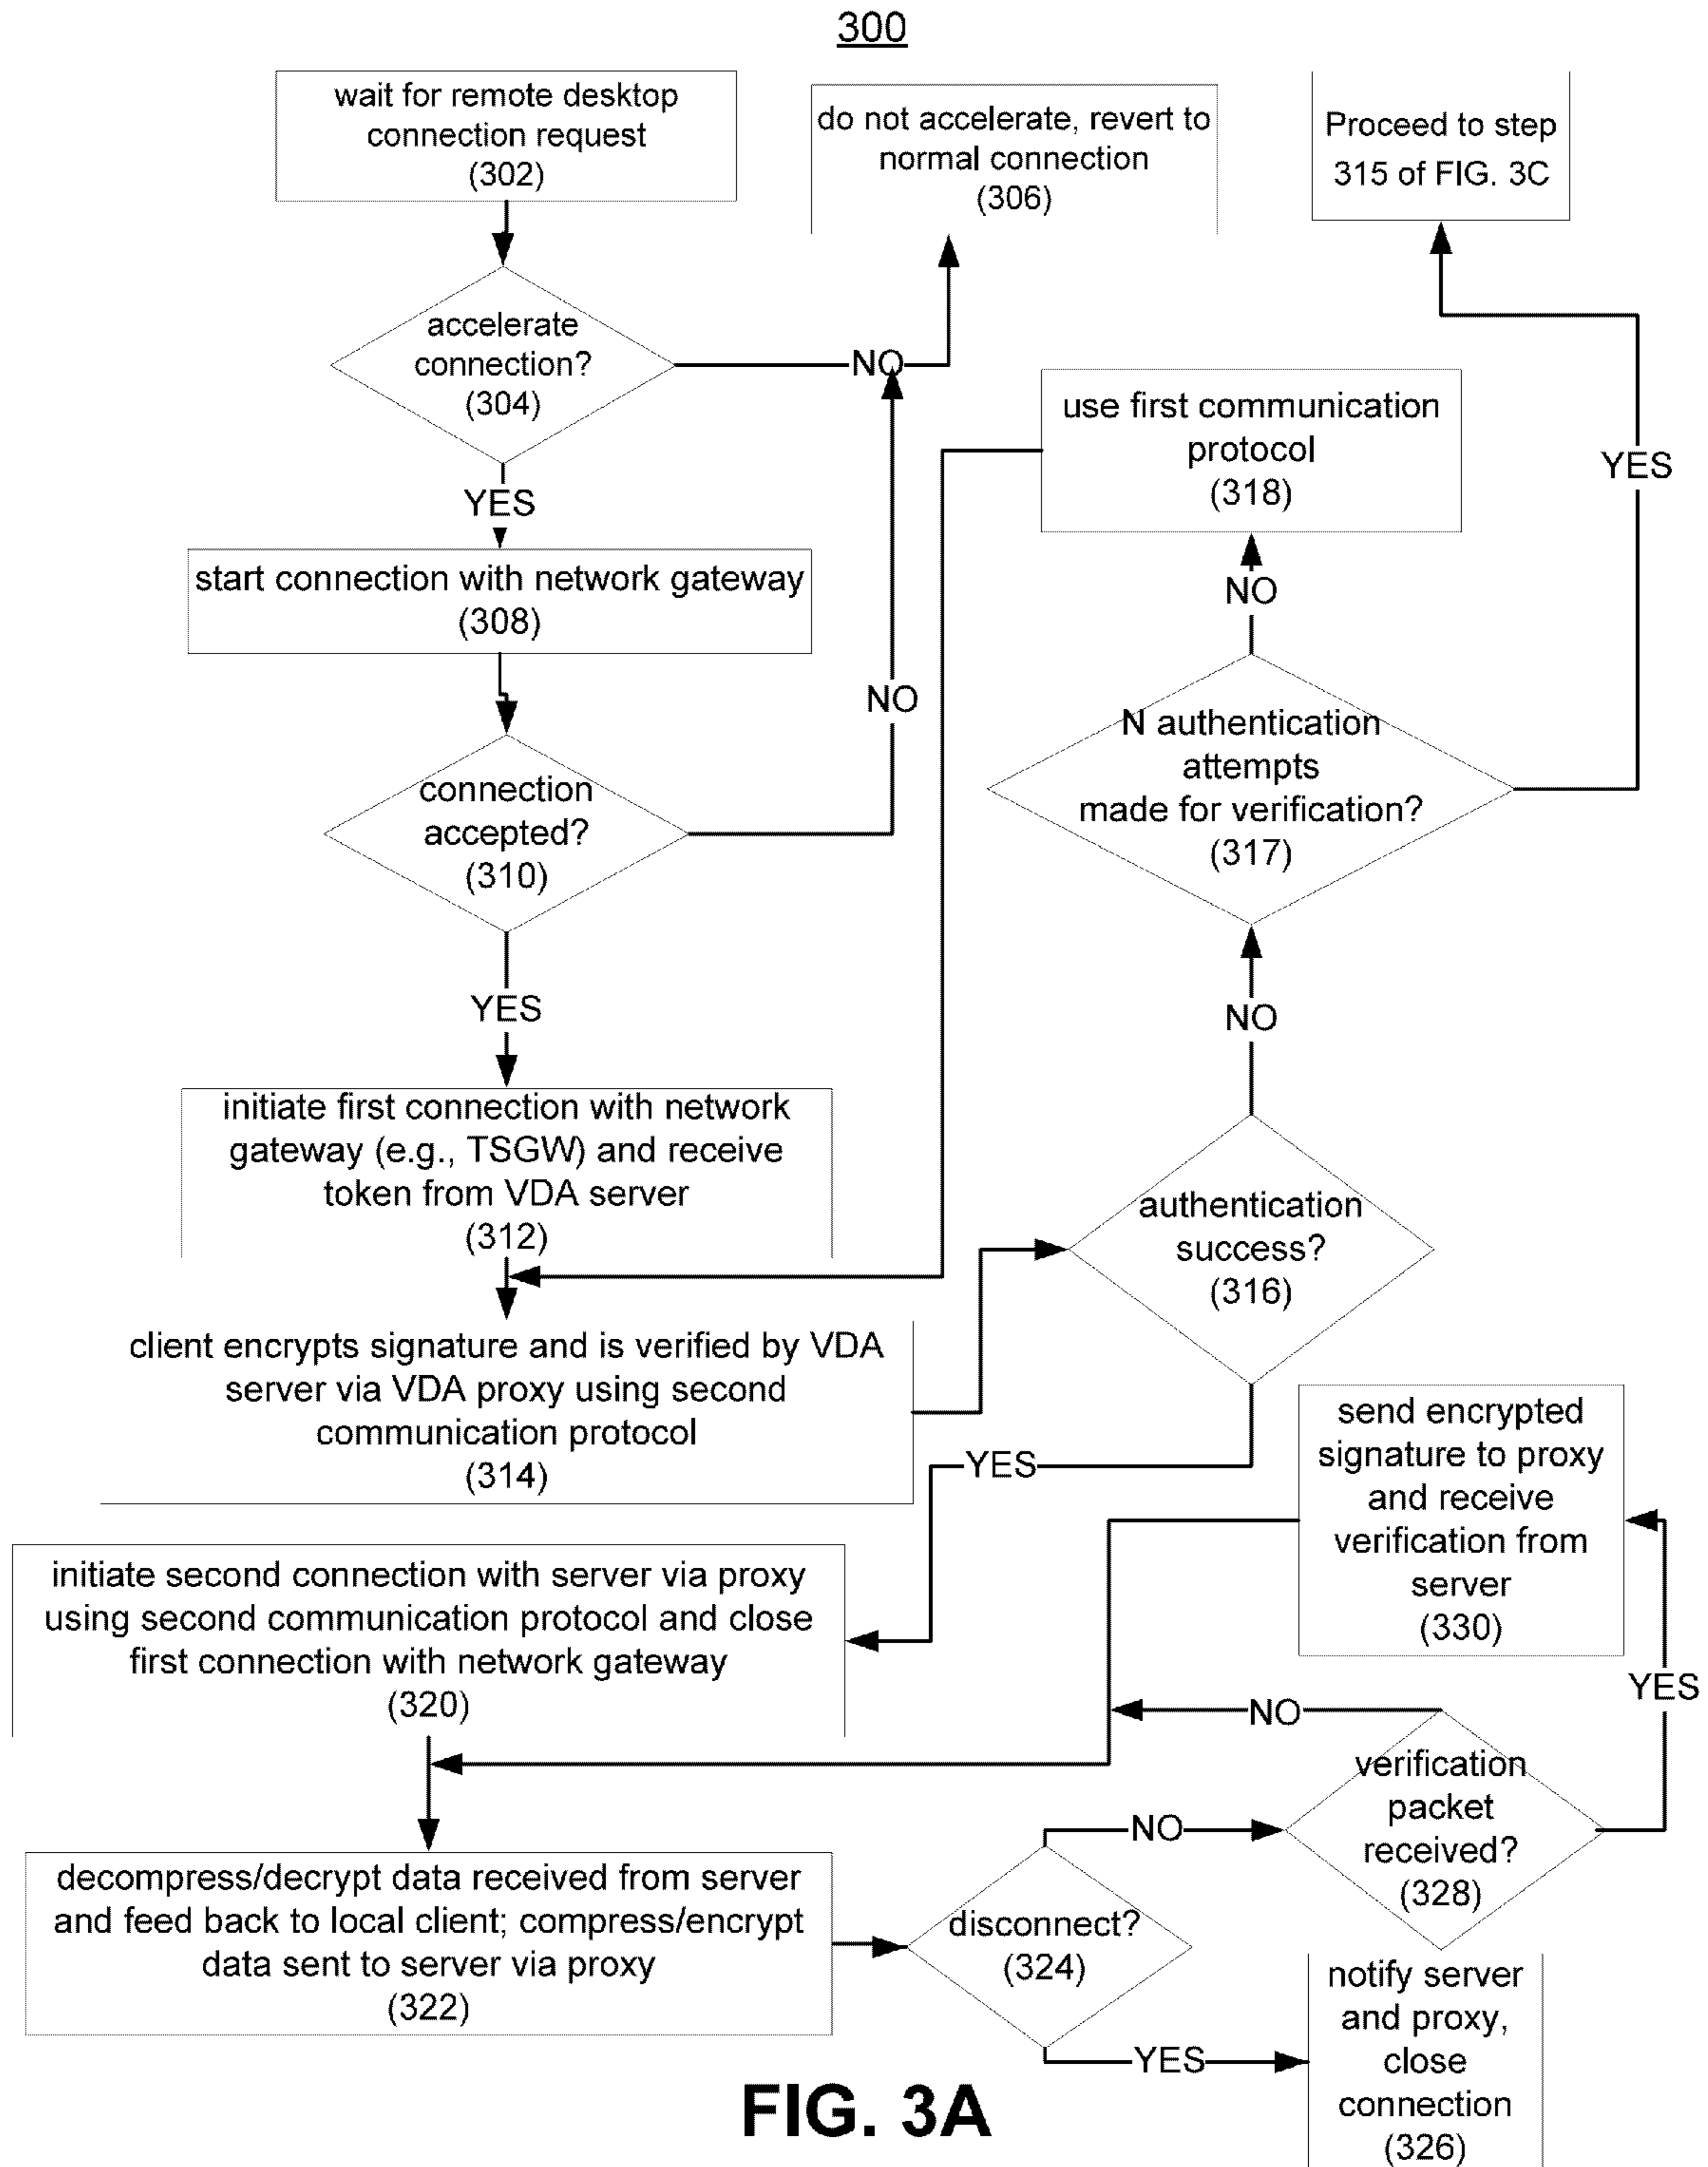 300
wait for remote desktop
connection request
(302)
do not accelerate, revert to
normal connection
(306)
Proceed to step
315 of FIG. 3C
accelerate
connection?
(304)
NO
YES
use first communication
protocol
(318)
YES
start connection with network gateway
(308)
NO
NO
connection
accepted?
(310)
N authentication
attempts
made for verification?
(317)
YES
NO
initiate first connection with network
gateway (e.g., TSGW) and receive
token from VDA server
(312)
authentication
success?
(316)
client encrypts signature and is verified by VDA
server via VDA proxy using second
communication protocol
(314)
YES
send encrypted
signature to proxy
and receive
verification from
server
(330)
initiate second connection with server via proxy
using second communication protocol and close
first connection with network gateway
(320)
YES
NO
verification
packet
received?
(328)
NO
decompress/decrypt data received from server
and feed back to local client; compress/encrypt
data sent to server via proxy
(322)
disconnect?
(324)
YES
notify server
and proxy,
close
connection
(326)
FIG. 3A